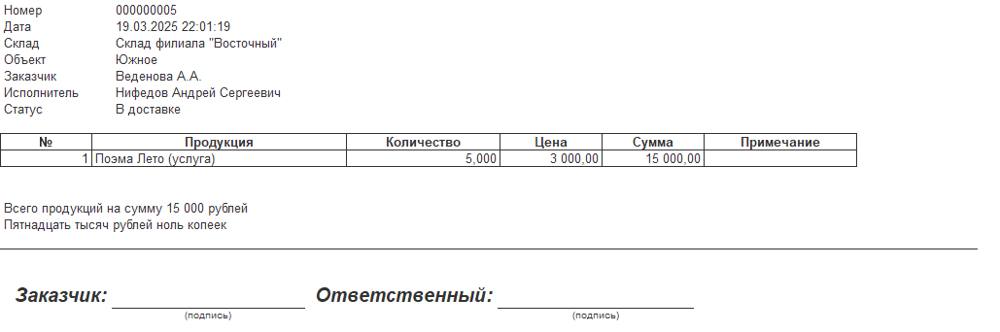 Номер 000000005
Дата 19.03.2025 22:01:19
Склад Склад филиала "Восточный"
Объект Южное
Заказчик Веденова А.А.
Исполнитель Нифедов Андрей Сергеевич
Статус В доставке
№ Продукция Количество Цена Сумма Примечание
1 Поэма Лето (услуга) 5,000 3 000,00 15 000,00
Всего продукций на сумму 15 000 рублей
Пятнадцать тысяч рублей ноль копеек
Заказчик: Ответственный:
(подпись) (подпись)